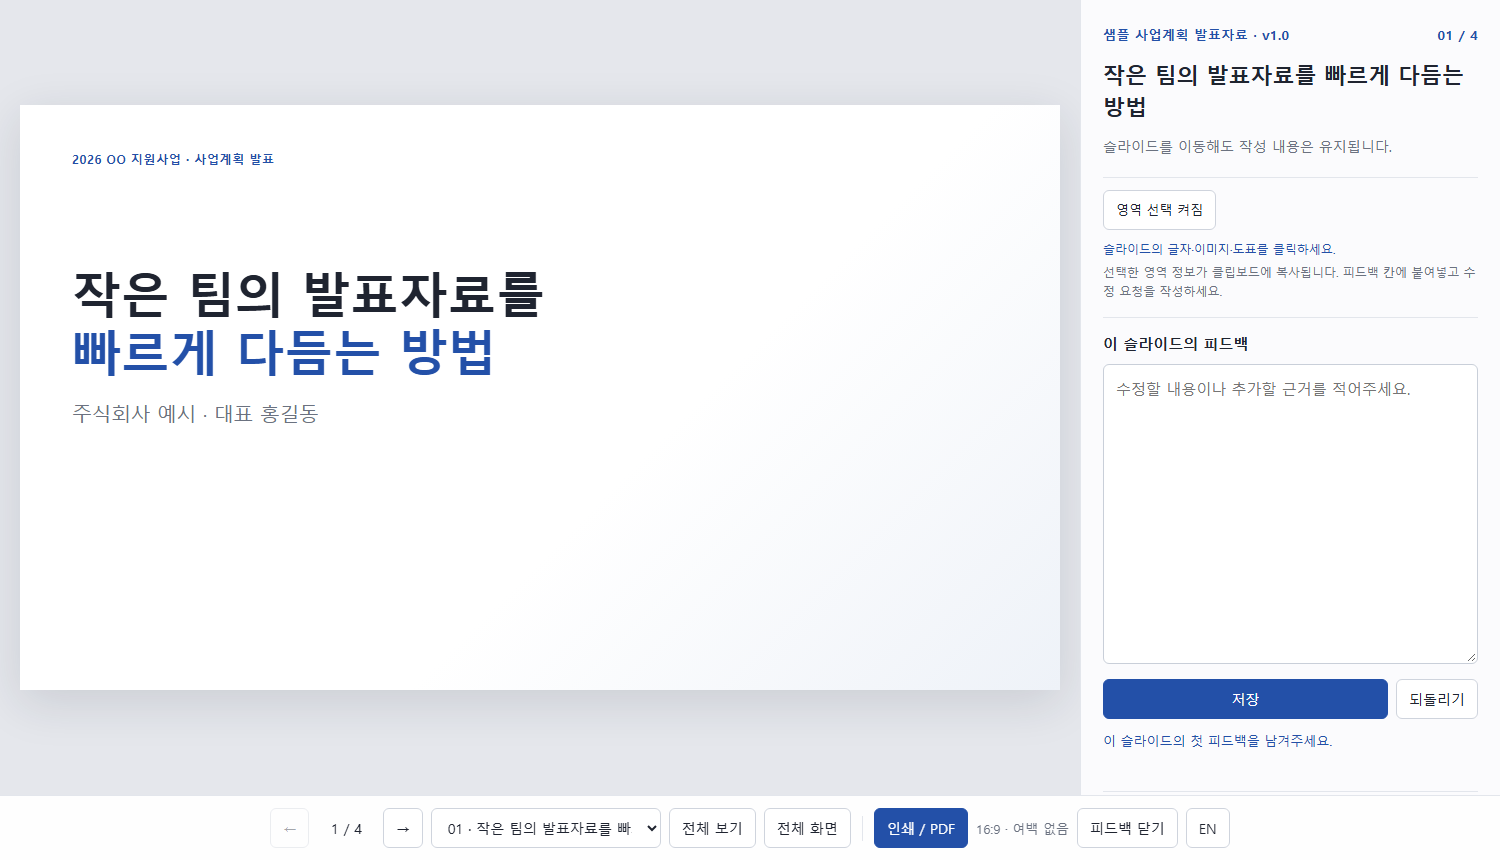 2026 OO 지원사업 · 사업계획 발표
작은 팀의 발표자료를
빠르게 다듬는 방법
주식회사 예시 · 대표 홍길동
샘플 사업계획 발표자료 · v1.0
01 / 4
작은 팀의 발표자료를 빠르게 다듬는
방법
슬라이드를 이동해도 작성 내용은 유지됩니다.
영역 선택 켜짐
슬라이드의 글자·이미지·도표를 클릭하세요.
선택한 영역 정보가 클립보드에 복사됩니다. 피드백 칸에 붙여넣고 수
정 요청을 작성하세요.
이 슬라이드의 피드백
수정할 내용이나 추가할 근거를 적어주세요.
저장
되돌리기
이 슬라이드의 첫 피드백을 남겨주세요.
←
1 / 4
→
01 · 작은 팀의 발표자료를 빠
전체 보기
전체 화면
인쇄 / PDF
16:9 · 여백 없음
피드백 닫기
EN